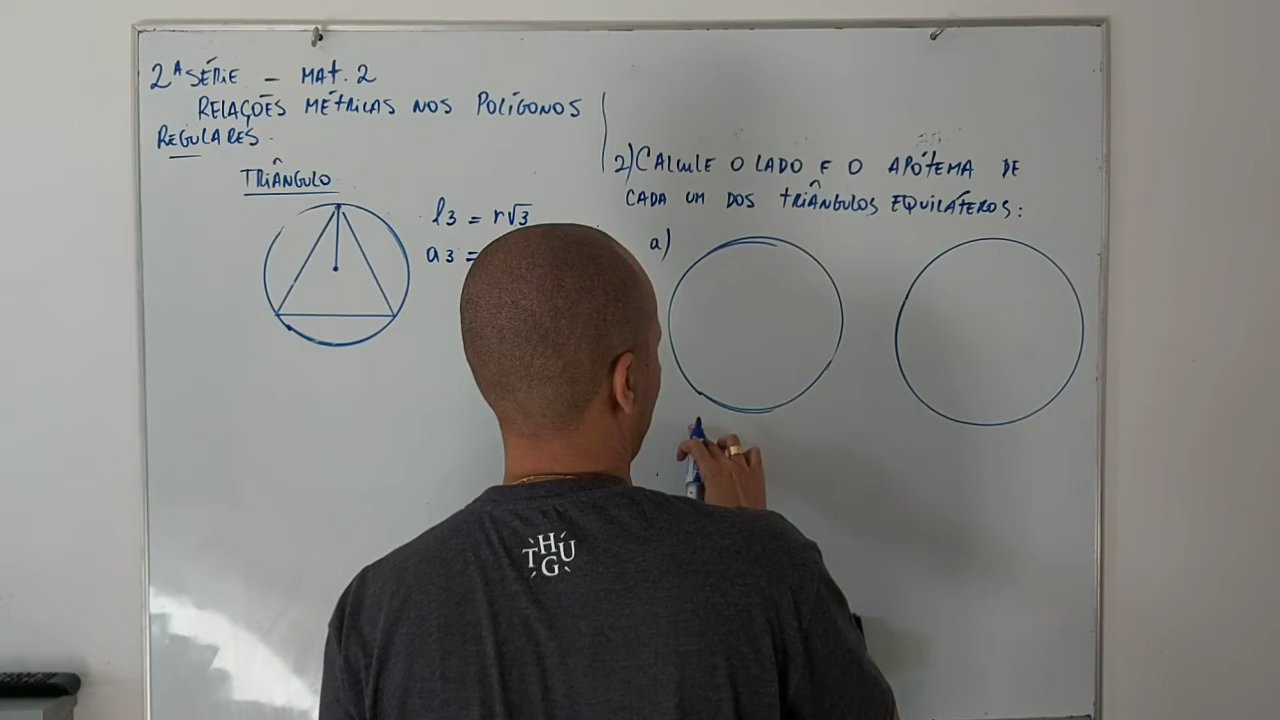 2ª SÉRIE - MAT. 2
RELAÇÕES MÉTRICAS NOS POLÍGONOS
REGULARES.
TRIÂNGULO
l3 = r√3
a3 =
2) CALCULE O LADO E O APÓTEMA DE
CADA UM DOS TRIÂNGULOS EQUILÁTEROS:
a)
THUG